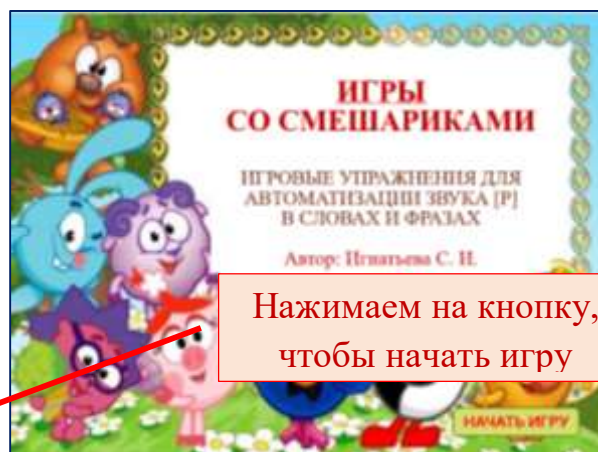 ИГРЫ
СО СМЕШАРИКАМИ
ИГРОВЫЕ УПРАЖНЕНИЯ ДЛЯ
АВТОМАТИЗАЦИИ ЗВУКА [Р]
В СЛОВАХ И ФРАЗАХ
Автор: Игнатьева С. И.
Нажимаем на кнопку,
чтобы начать игру
НАЧАТЬ ИГРУ